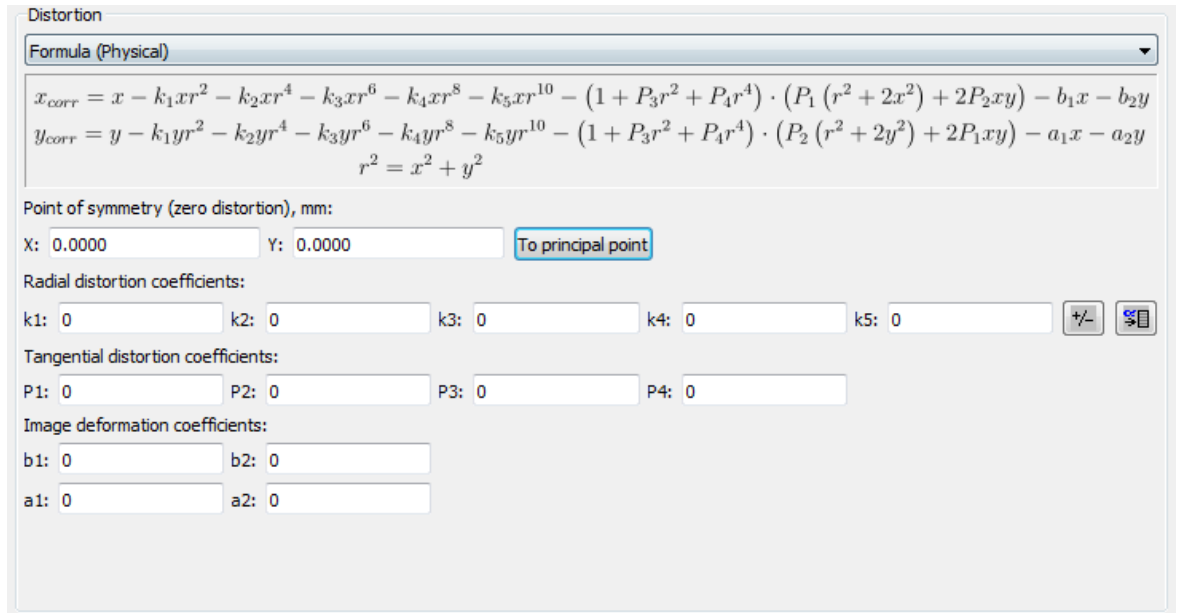 Distortion
Formula (Physical)
x_{corr} = x - k_1xr^2 - k_2xr^4 - k_3xr^6 - k_4xr^8 - k_5xr^{10} - (1 + P_3r^2 + P_4r^4) · (P_1 (r^2 + 2x^2) + 2P_2xy) - b_1x - b_2y
y_{corr} = y - k_1yr^2 - k_2yr^4 - k_3yr^6 - k_4yr^8 - k_5yr^{10} - (1 + P_3r^2 + P_4r^4) · (P_2 (r^2 + 2y^2) + 2P_1xy) - a_1x - a_2y
r^2 = x^2 + y^2
Point of symmetry (zero distortion), mm:
X: 0.0000 Y: 0.0000 To principal point
Radial distortion coefficients:
k1: 0 k2: 0 k3: 0 k4: 0 k5: 0 +/-
Tangential distortion coefficients:
P1: 0 P2: 0 P3: 0 P4: 0
Image deformation coefficients:
b1: 0 b2: 0
a1: 0 a2: 0